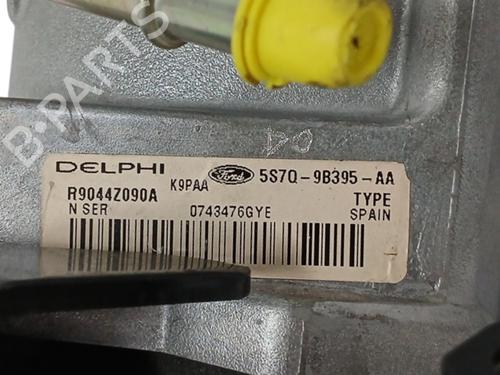 B-PARTS
DELPHI K9PAA Ford 5S7Q-9B395-AA
R9044Z090A TYPE
N SER 0743476GYE SPAIN